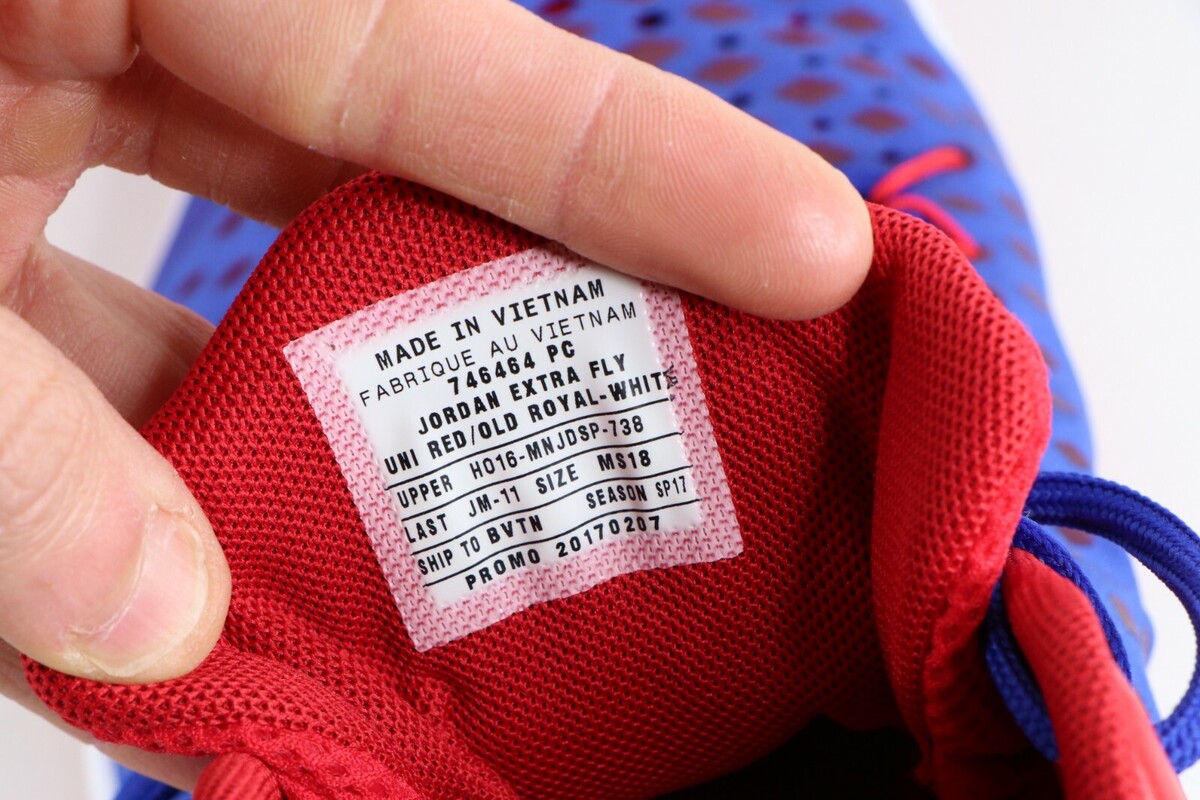 MADE IN VIETNAM
FABRIQUE AU VIETNAM
746464 PC
JORDAN EXTRA FLY
UNI RED/OLD ROYAL-WHITE
UPPER HO16-MNJDSP-738
LAST JM-11 SIZE MS18
SHIP TO BVTN SEASON SP17
PROMO 20170207